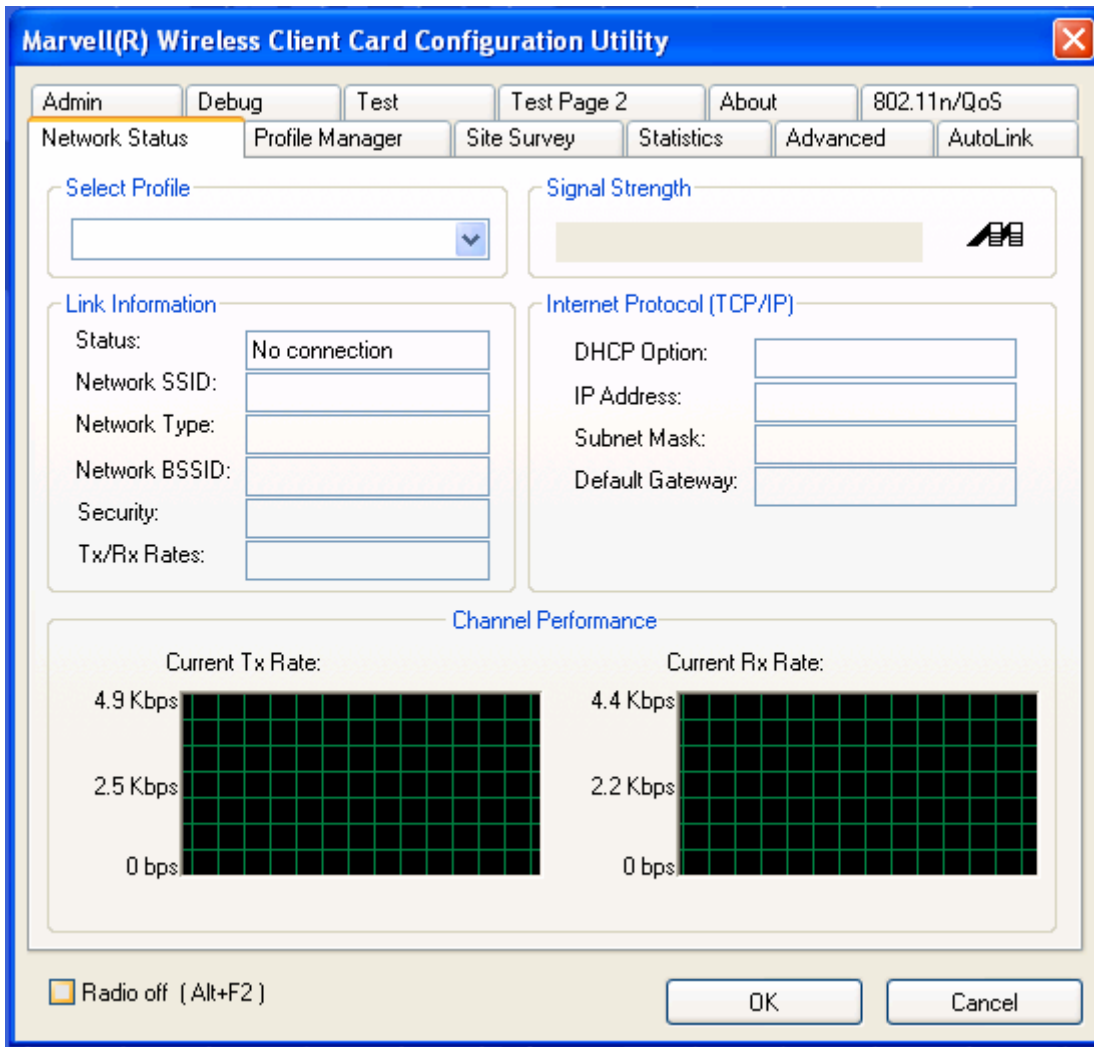 Marvell(R) Wireless Client Card Configuration Utility
Admin Debug Test Test Page 2 About 802.11n/QoS
Network Status Profile Manager Site Survey Statistics Advanced AutoLink
Select Profile
Signal Strength
Link Information
Status: No connection
Network SSID:
Network Type:
Network BSSID:
Security:
Tx/Rx Rates:
Internet Protocol (TCP/IP)
DHCP Option:
IP Address:
Subnet Mask:
Default Gateway:
Channel Performance
Current Tx Rate:
4.9 Kbps
2.5 Kbps
0 bps
Current Rx Rate:
4.4 Kbps
2.2 Kbps
0 bps
Radio off ( Alt+F2 )
OK
Cancel